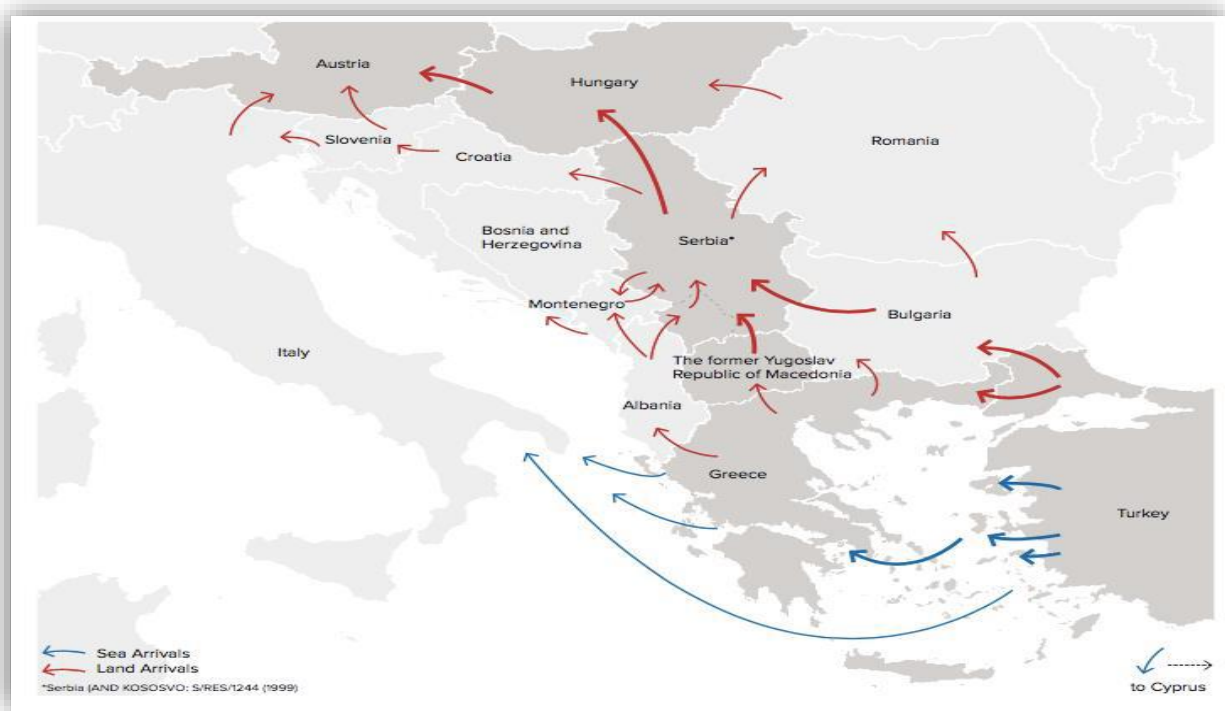 Austria
Hungary
Slovenia
Croatia
Romania
Bosnia and
Herzegovina
Serbia*
Montenegro
Bulgaria
Italy
The former Yugoslav
Republic of Macedonia
Albania
Greece
Turkey
Sea Arrivals
Land Arrivals
*Serbia (AND KOSOSVO: S/RES/1244 (1999)
to Cyprus